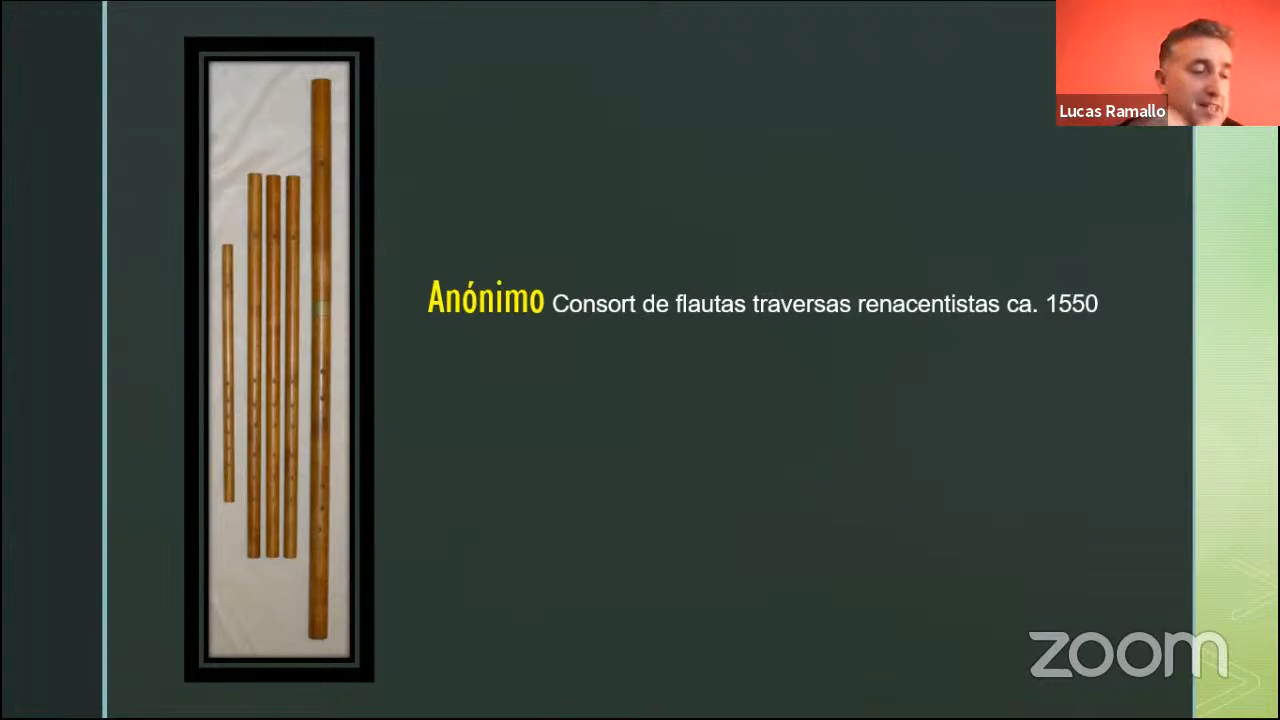 Lucas Ramallo
Anónimo Consort de flautas traversas renacentistas ca. 1550
zoom